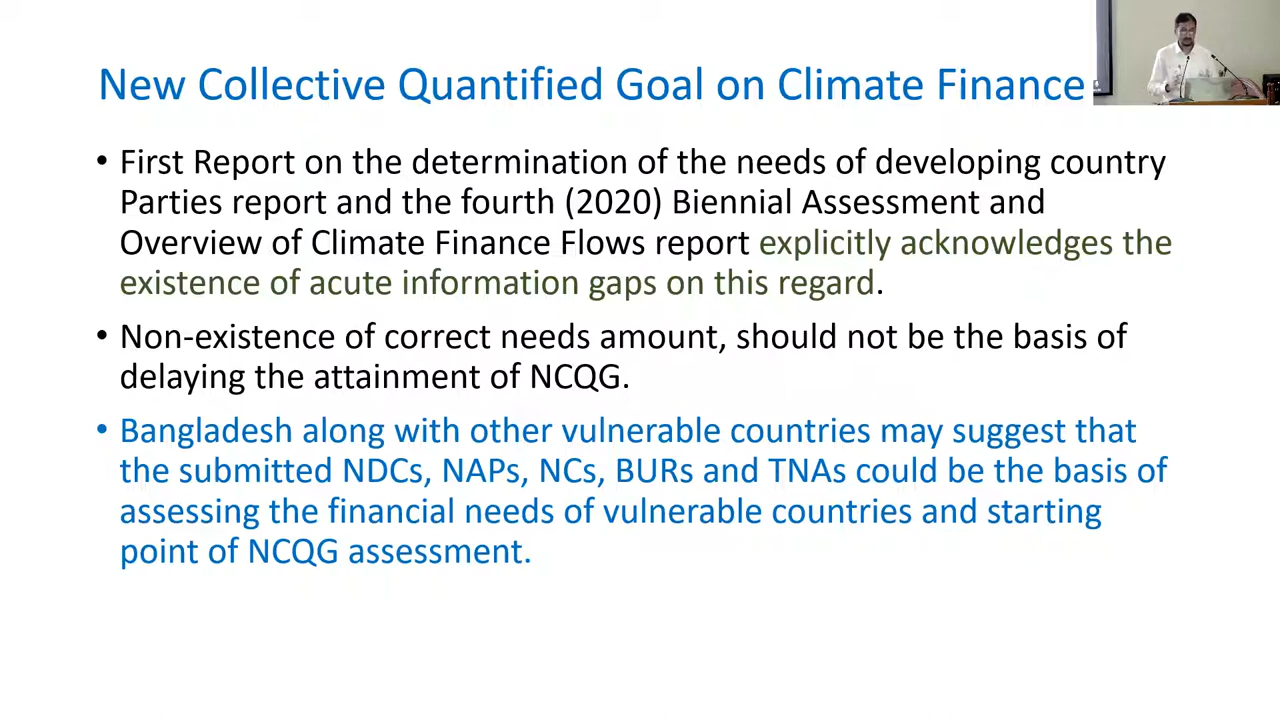 New Collective Quantified Goal on Climate Finance
• First Report on the determination of the needs of developing country
Parties report and the fourth (2020) Biennial Assessment and
Overview of Climate Finance Flows report explicitly acknowledges the
existence of acute information gaps on this regard.
• Non-existence of correct needs amount, should not be the basis of
delaying the attainment of NCQG.
• Bangladesh along with other vulnerable countries may suggest that
the submitted NDCs, NAPs, NCs, BURs and TNAs could be the basis of
assessing the financial needs of vulnerable countries and starting
point of NCQG assessment.